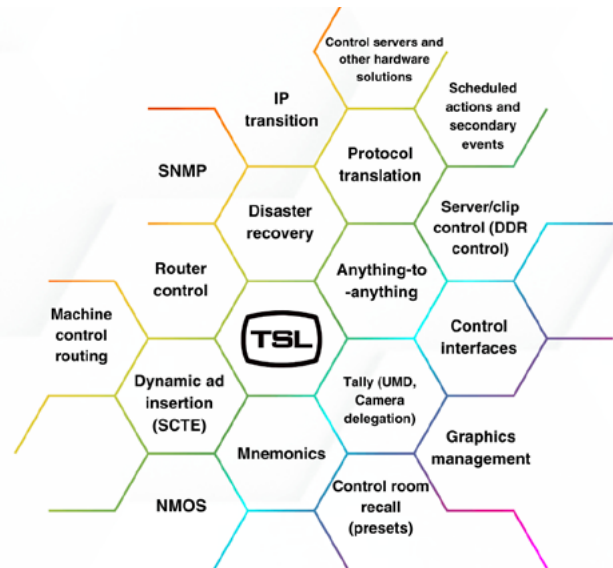 Control servers and
other hardware
solutions
IP
transition
Scheduled
actions and
secondary
events
SNMP
Protocol
translation
Disaster
recovery
Server/clip
control (DDR
control)
Router
control
Anything-to
-anything
Machine
control
routing
TSL
Control
interfaces
Dynamic ad
insertion
(SCTE)
Tally (UMD,
Camera
delegation)
Mnemonics
Graphics
management
NMOS
Control room
recall
(presets)